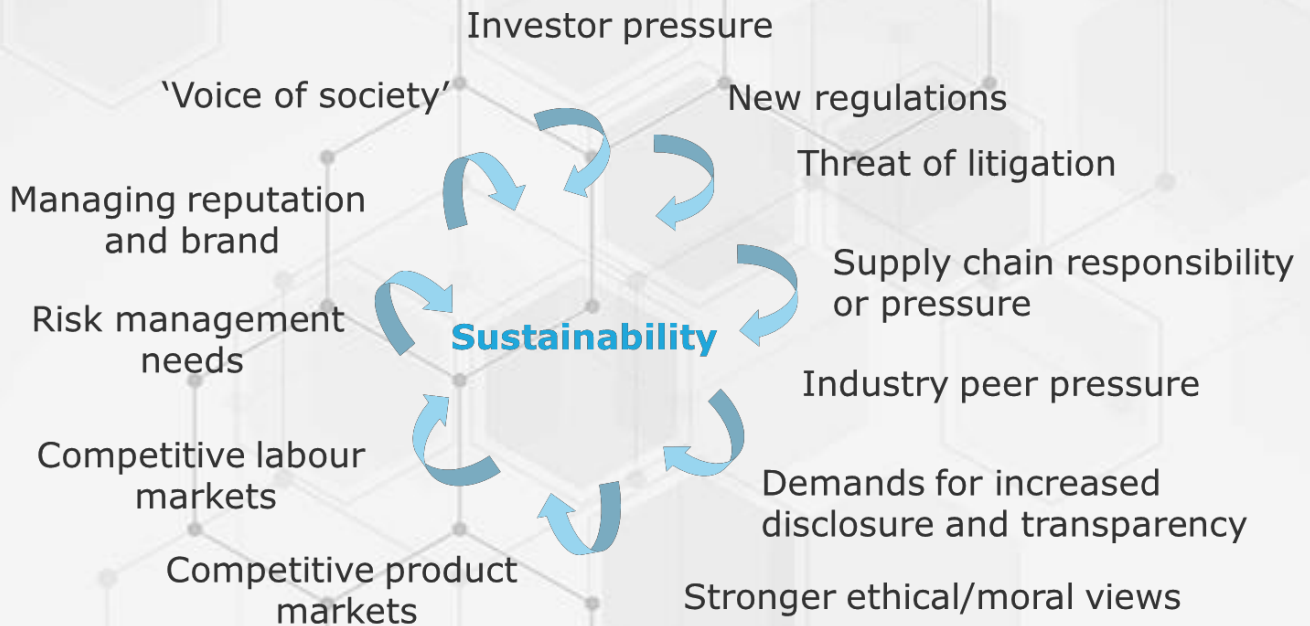 Investor pressure
‘Voice of society’
New regulations
Threat of litigation
Managing reputation
and brand
Supply chain responsibility
or pressure
Risk management
needs
Sustainability
Industry peer pressure
Competitive labour
markets
Demands for increased
disclosure and transparency
Competitive product
markets
Stronger ethical/moral views